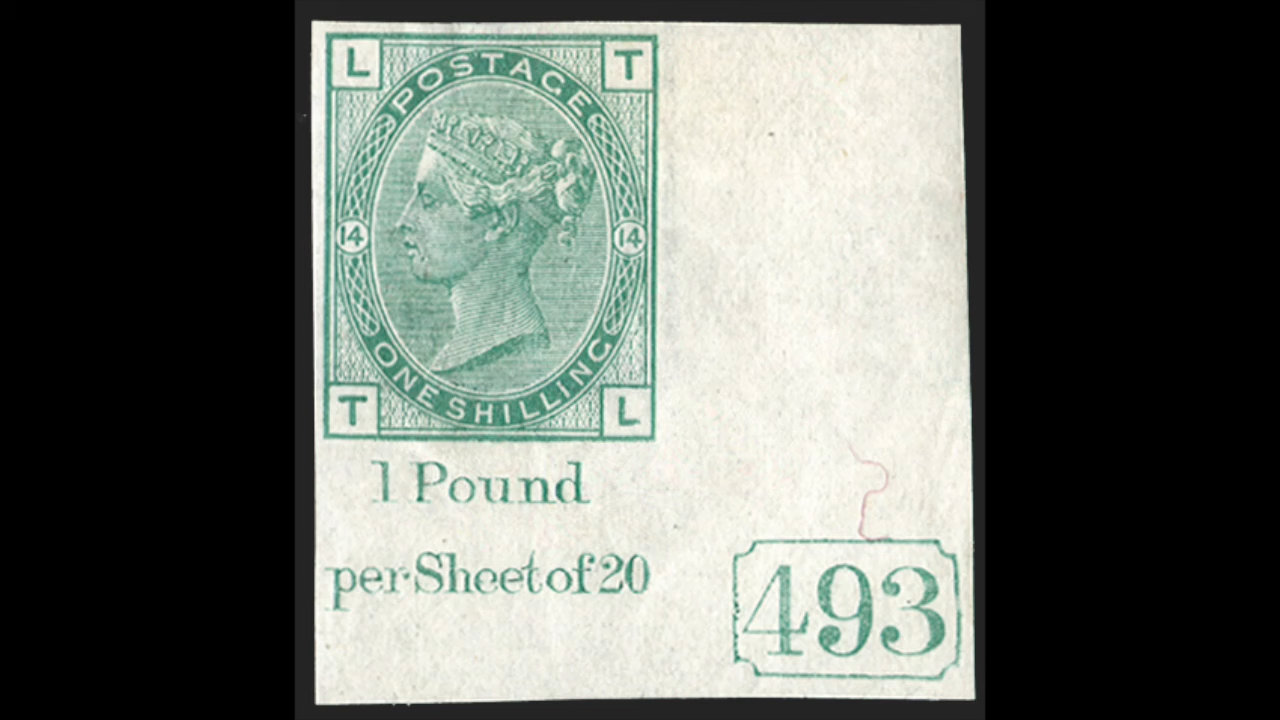 L T
POSTAGE
14 14
ONE SHILLING
T L
1 Pound
per Sheet of 20
493